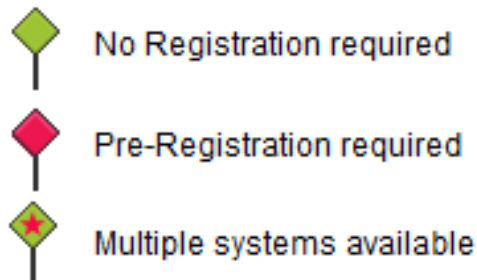 No Registration required
Pre-Registration required
Multiple systems available